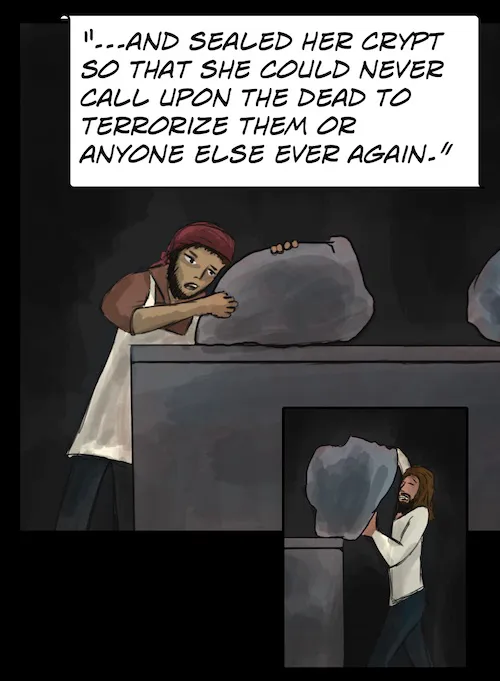 "...AND SEALED HER CRYPT
SO THAT SHE COULD NEVER
CALL UPON THE DEAD TO
TERRORIZE THEM OR
ANYONE ELSE EVER AGAIN."